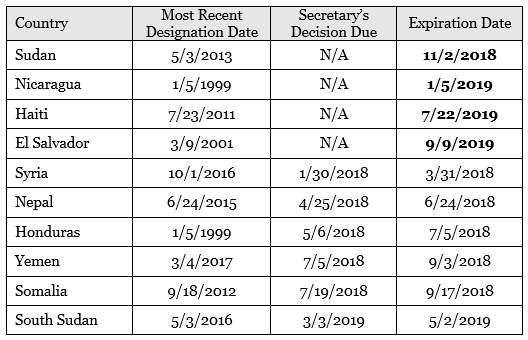 Country Most Recent Designation Date Secretary's Decision Due Expiration Date
Sudan 5/3/2013 N/A 11/2/2018
Nicaragua 1/5/1999 N/A 1/5/2019
Haiti 7/23/2011 N/A 7/22/2019
El Salvador 3/9/2001 N/A 9/9/2019
Syria 10/1/2016 1/30/2018 3/31/2018
Nepal 6/24/2015 4/25/2018 6/24/2018
Honduras 1/5/1999 5/6/2018 7/5/2018
Yemen 3/4/2017 7/5/2018 9/3/2018
Somalia 9/18/2012 7/19/2018 9/17/2018
South Sudan 5/3/2016 3/3/2019 5/2/2019